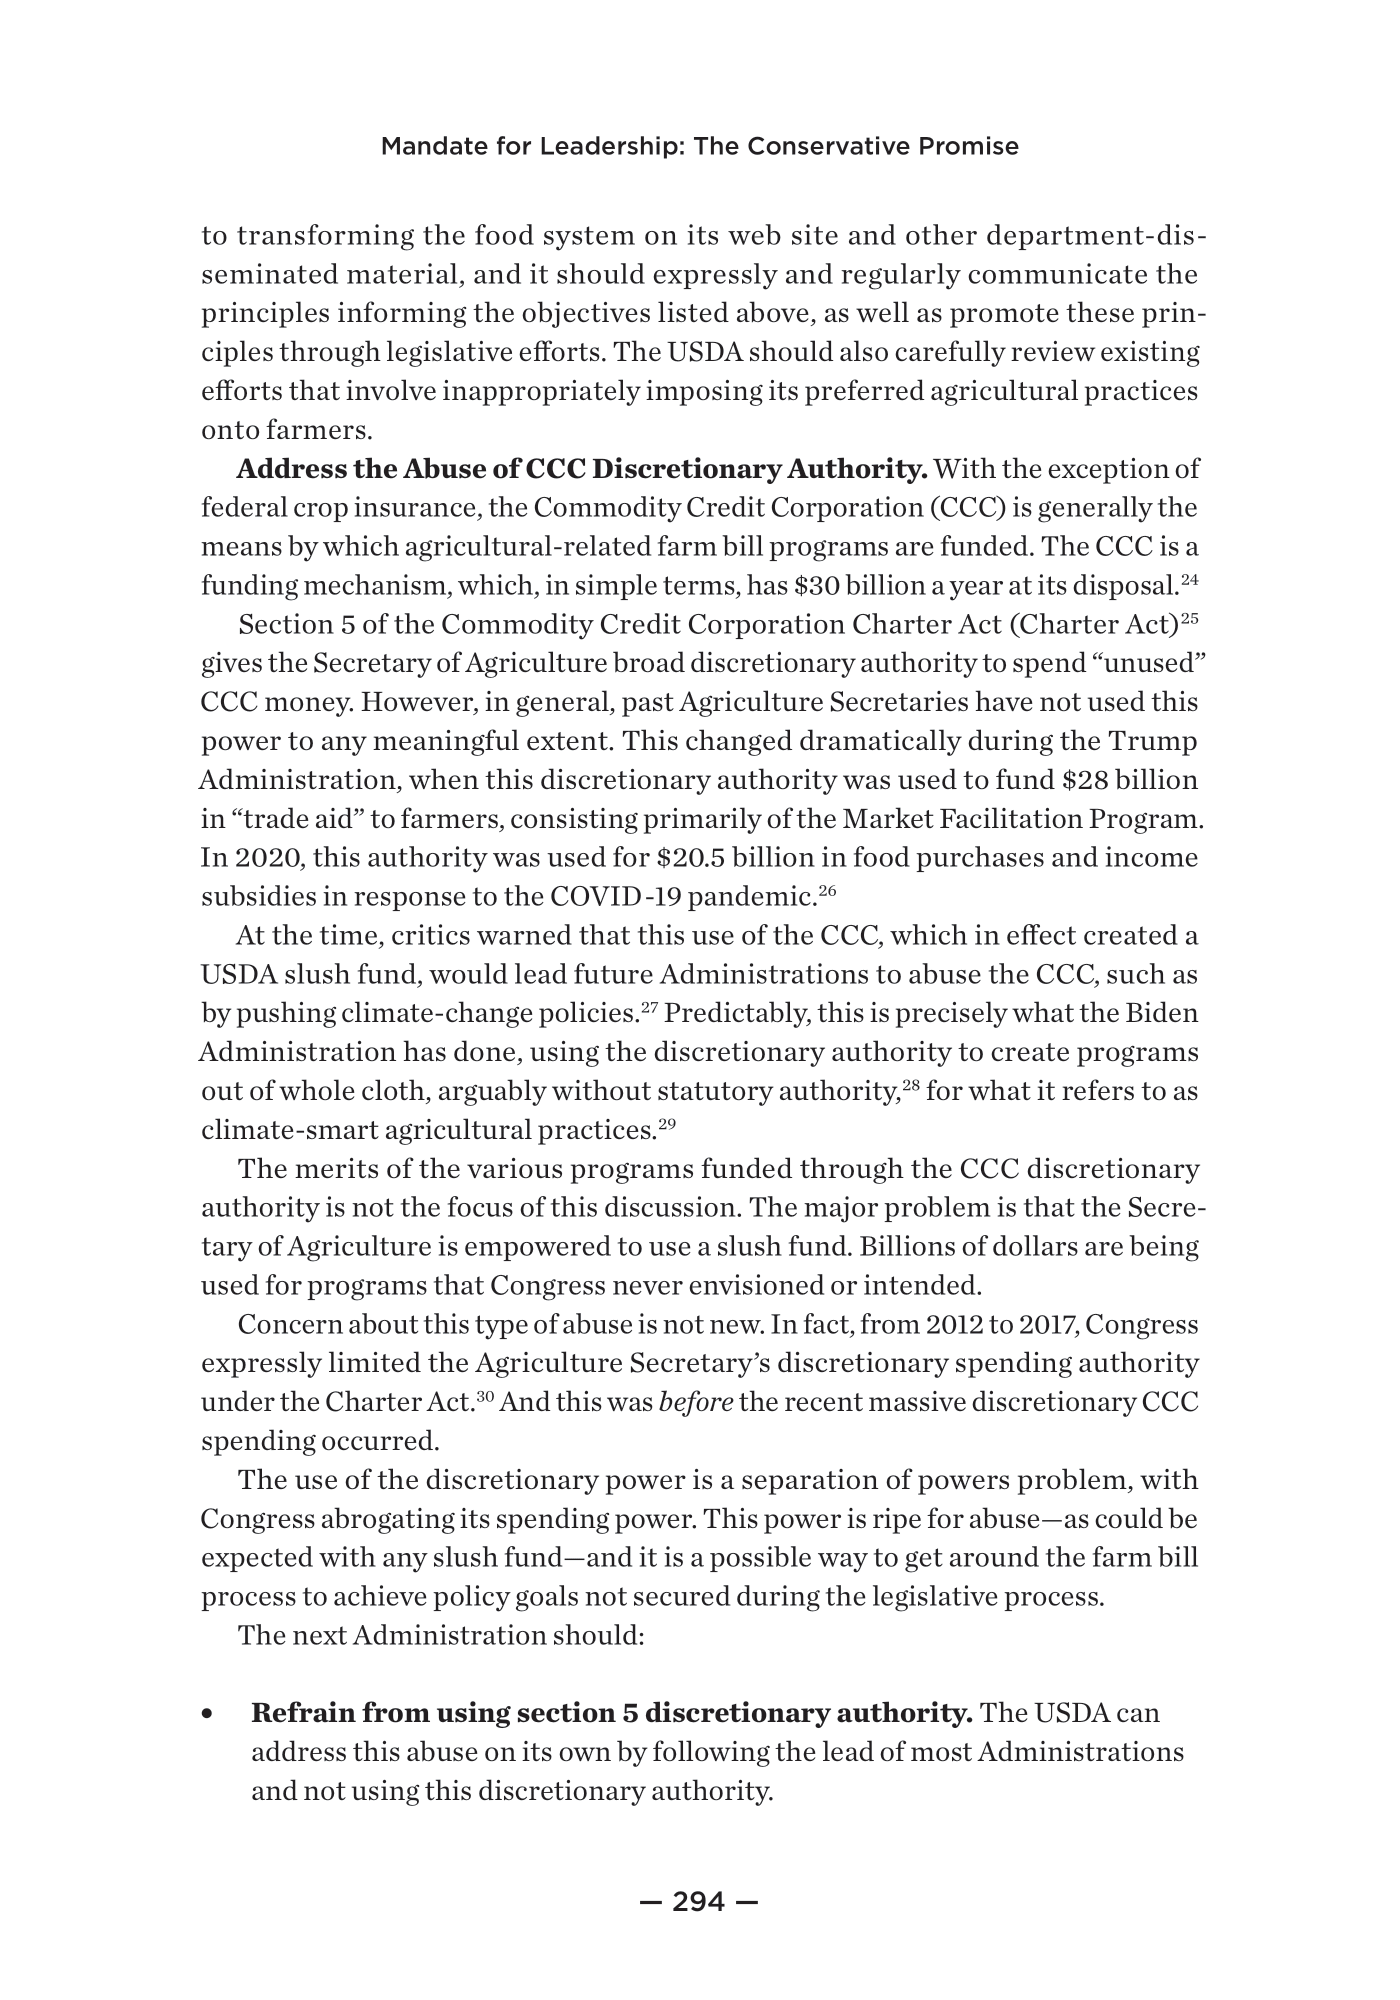 Mandate for Leadership: The Conservative Promise
to transforming the food system on its web site and other department-dis-
seminated material, and it should expressly and regularly communicate the
principles informing the objectives listed above, as well as promote these prin-
ciples through legislative efforts. The USDA should also carefully review existing
efforts that involve inappropriately imposing its preferred agricultural practices
onto farmers.
Address the Abuse of CCC Discretionary Authority. With the exception of
federal crop insurance, the Commodity Credit Corporation (CCC) is generally the
means by which agricultural-related farm bill programs are funded. The CCC is a
funding mechanism, which, in simple terms, has $30 billion a year at its disposal.24
Section 5 of the Commodity Credit Corporation Charter Act (Charter Act)25
gives the Secretary of Agriculture broad discretionary authority to spend “unused”
CCC money. However, in general, past Agriculture Secretaries have not used this
power to any meaningful extent. This changed dramatically during the Trump
Administration, when this discretionary authority was used to fund $28 billion
in “trade aid” to farmers, consisting primarily of the Market Facilitation Program.
In 2020, this authority was used for $20.5 billion in food purchases and income
subsidies in response to the COVID-19 pandemic.26
At the time, critics warned that this use of the CCC, which in effect created a
USDA slush fund, would lead future Administrations to abuse the CCC, such as
by pushing climate-change policies.27 Predictably, this is precisely what the Biden
Administration has done, using the discretionary authority to create programs
out of whole cloth, arguably without statutory authority,28 for what it refers to as
climate-smart agricultural practices.29
The merits of the various programs funded through the CCC discretionary
authority is not the focus of this discussion. The major problem is that the Secre-
tary of Agriculture is empowered to use a slush fund. Billions of dollars are being
used for programs that Congress never envisioned or intended.
Concern about this type of abuse is not new. In fact, from 2012 to 2017, Congress
expressly limited the Agriculture Secretary’s discretionary spending authority
under the Charter Act.30 And this was before the recent massive discretionary CCC
spending occurred.
The use of the discretionary power is a separation of powers problem, with
Congress abrogating its spending power. This power is ripe for abuse—as could be
expected with any slush fund—and it is a possible way to get around the farm bill
process to achieve policy goals not secured during the legislative process.
The next Administration should:
• Refrain from using section 5 discretionary authority. The USDA can
address this abuse on its own by following the lead of most Administrations
and not using this discretionary authority.
— 294 —